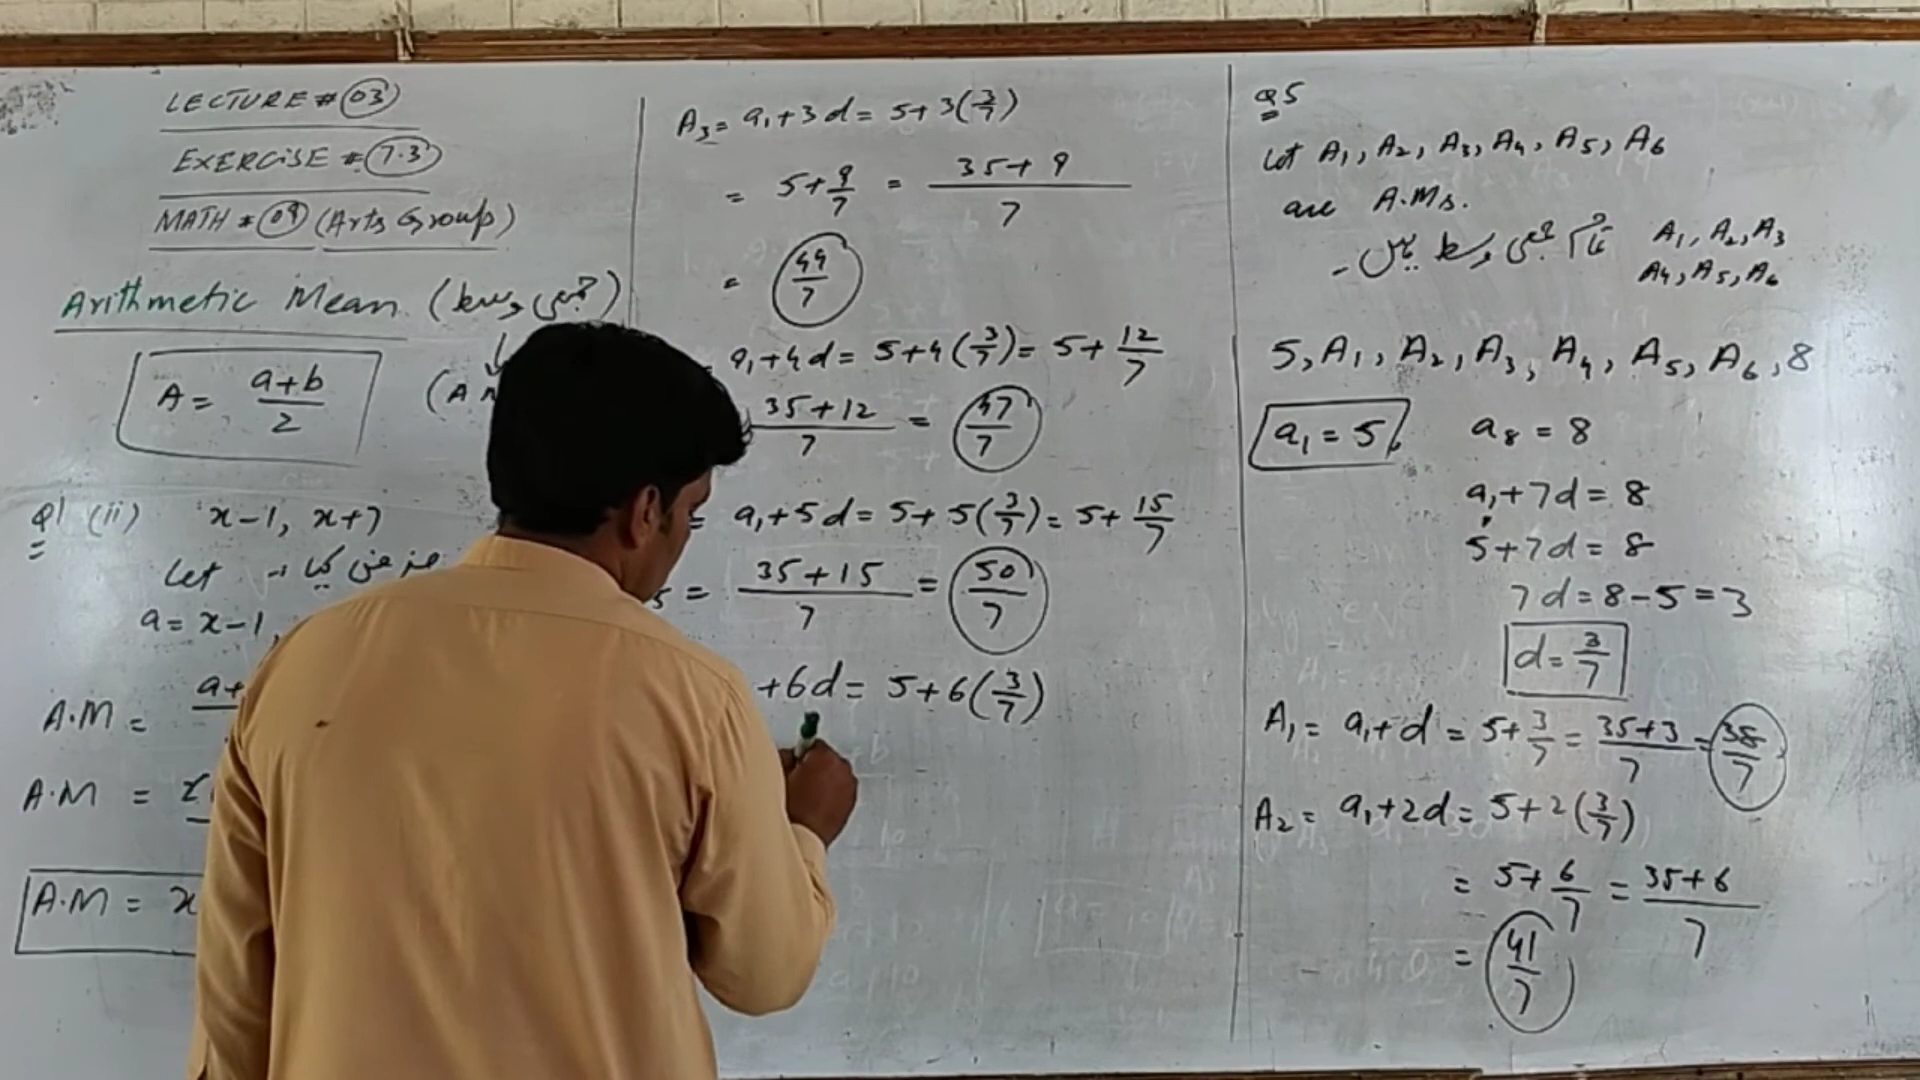 LECTURE # 03
EXERCISE # 7.3
MATH # 09 (Arts Group)
Arithmetic Mean (جمعی وسط)
A = a+b/2
(A
Q1 (ii) x-1, x+7
Let
a = x-1,
A.M = a+
A.M =
A.M = x
A3 = a1+3d = 5+3(3/7)
= 5+9/7 = 35+9/7
= 44/7
= a1+4d = 5+4(3/7) = 5+12/7
35+12/7 = 47/7
= a1+5d = 5+5(3/7) = 5+15/7
5 = 35+15/7 = 50/7
+6d = 5+6(3/7)
Q5
Let A1, A2, A3, A4, A5, A6
are A.Ms.
جمعی وسط ہیں۔ A1, A2, A3
A4, A5, A6
5, A1, A2, A3, A4, A5, A6, 8
a1 = 5, a8 = 8
a1+7d = 8
5+7d = 8
7d = 8-5 = 3
d = 3/7
A1 = a1+d = 5+3/7 = 35+3/7 = 38/7
A2 = a1+2d = 5+2(3/7)
= 5+6/7 = 35+6/7
= 41/7